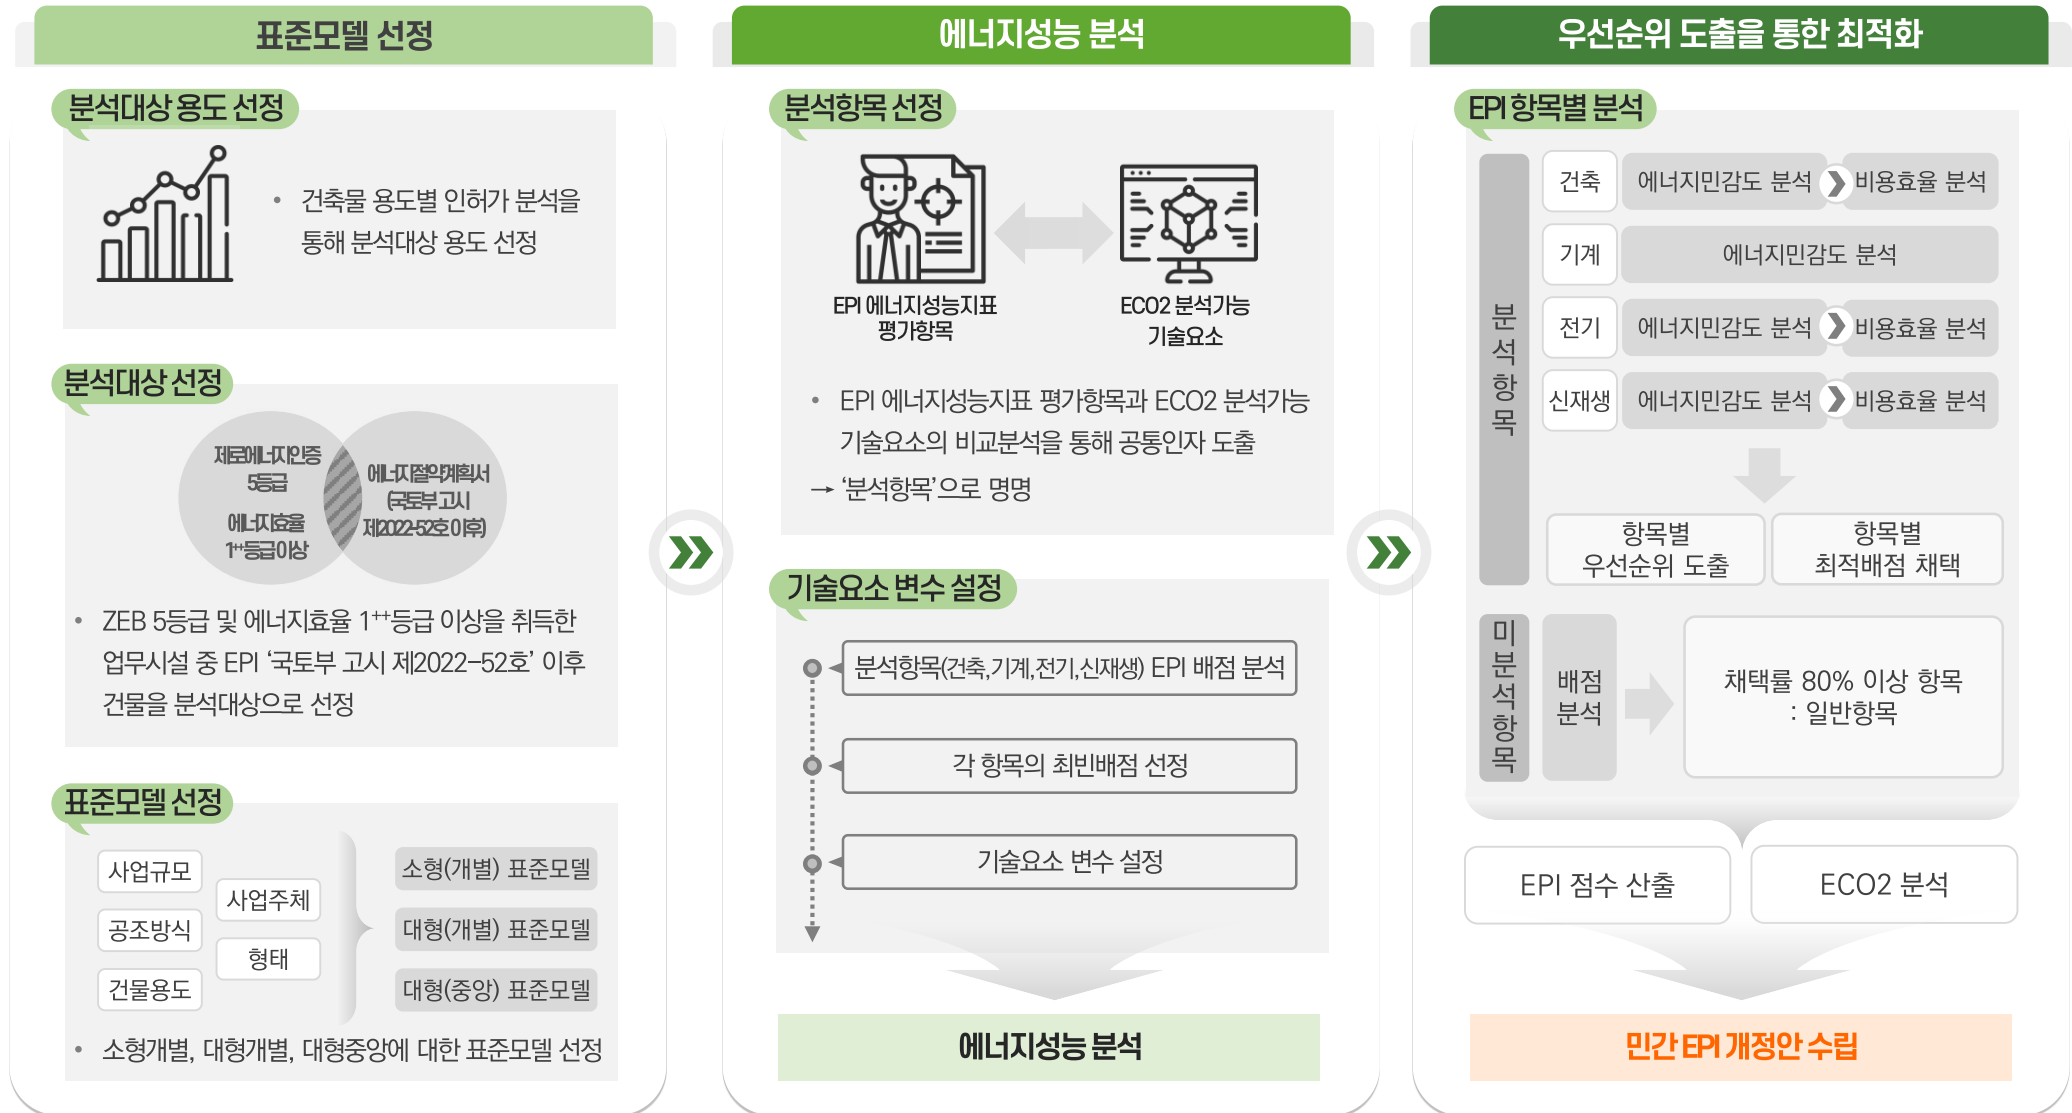 표준모델 선정
분석대상 용도 선정
• 건축물 용도별 인허가 분석을
통해 분석대상 용도 선정
분석대상 선정
제로에너지인증
5등급
에너지효율
1++등급 이상
에너지절약계획서
(국토부 고시
제2022-52호 이후)
• ZEB 5등급 및 에너지효율 1++등급 이상을 취득한
업무시설 중 EPI ‘국토부 고시 제2022-52호’ 이후
건물을 분석대상으로 선정
표준모델 선정
사업규모
공조방식
건물용도
사업주체
형태
소형(개별) 표준모델
대형(개별) 표준모델
대형(중앙) 표준모델
• 소형개별, 대형개별, 대형중앙에 대한 표준모델 선정
에너지성능 분석
분석항목 선정
EPI 에너지성능지표
평가항목
ECO2 분석가능
기술요소
• EPI 에너지성능지표 평가항목과 ECO2 분석가능
기술요소의 비교분석을 통해 공통인자 도출
→ ‘분석항목’으로 명명
기술요소 변수 설정
분석항목(건축,기계,전기,신재생) EPI 배점 분석
각 항목의 최빈배점 선정
기술요소 변수 설정
에너지성능 분석
우선순위 도출을 통한 최적화
EPI 항목별 분석
분석항목
건축 에너지민감도 분석 비용효율 분석
기계 에너지민감도 분석
전기 에너지민감도 분석 비용효율 분석
신재생 에너지민감도 분석 비용효율 분석
항목별
우선순위 도출
항목별
최적배점 채택
미분석항목
배점
분석
채택률 80% 이상 항목
: 일반항목
EPI 점수 산출
ECO2 분석
민간 EPI 개정안 수립